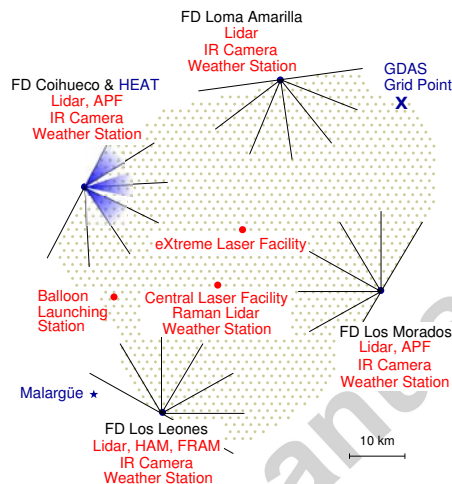 FD Loma Amarilla
Lidar
IR Camera
Weather Station
GDAS
Grid Point
X
FD Coihueco & HEAT
Lidar, APF
IR Camera
Weather Station
eXtreme Laser Facility
Balloon
Launching
Station
Central Laser Facility
Raman Lidar
Weather Station
FD Los Morados
Lidar, APF
IR Camera
Weather Station
Malargüe
FD Los Leones
Lidar, HAM, FRAM
IR Camera
Weather Station
10 km